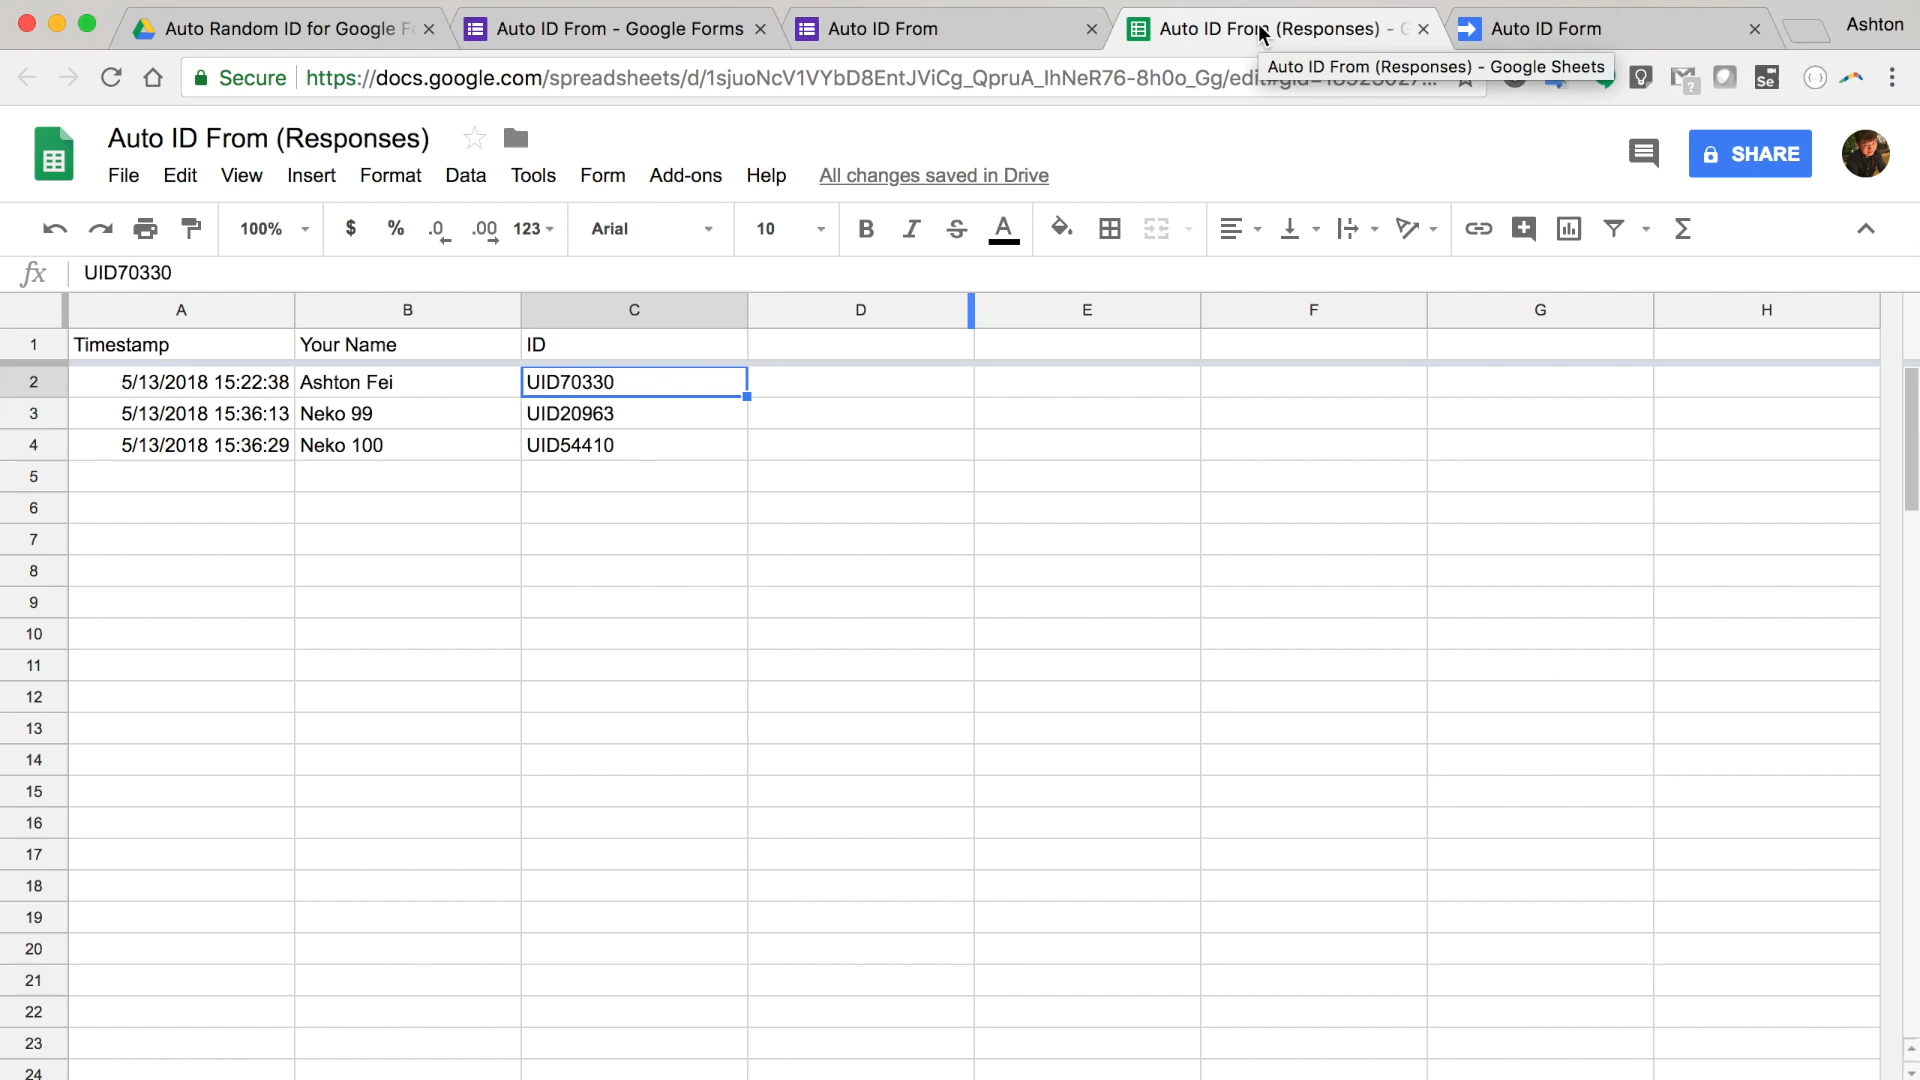 Auto Random ID for Google Fo
Auto ID From - Google Forms
Auto ID From
Auto ID From (Responses) - G
Auto ID Form
Ashton
Secure
https://docs.google.com/spreadsheets/d/1sjuoNcV1VYbD8EntJViCg_QpruA_IhNeR76-8h0o_Gg/edit
Auto ID From (Responses) - Google Sheets
Se
Auto ID From (Responses)
File Edit View Insert Format Data Tools Form Add-ons Help All changes saved in Drive
SHARE
100% $ % .0 .00 123 Arial 10 B I S A Σ
fx UID70330
A B C D E F G H
1 Timestamp Your Name ID
2 5/13/2018 15:22:38 Ashton Fei UID70330
3 5/13/2018 15:36:13 Neko 99 UID20963
4 5/13/2018 15:36:29 Neko 100 UID54410
5
6
7
8
9
10
11
12
13
14
15
16
17
18
19
20
21
22
23
24